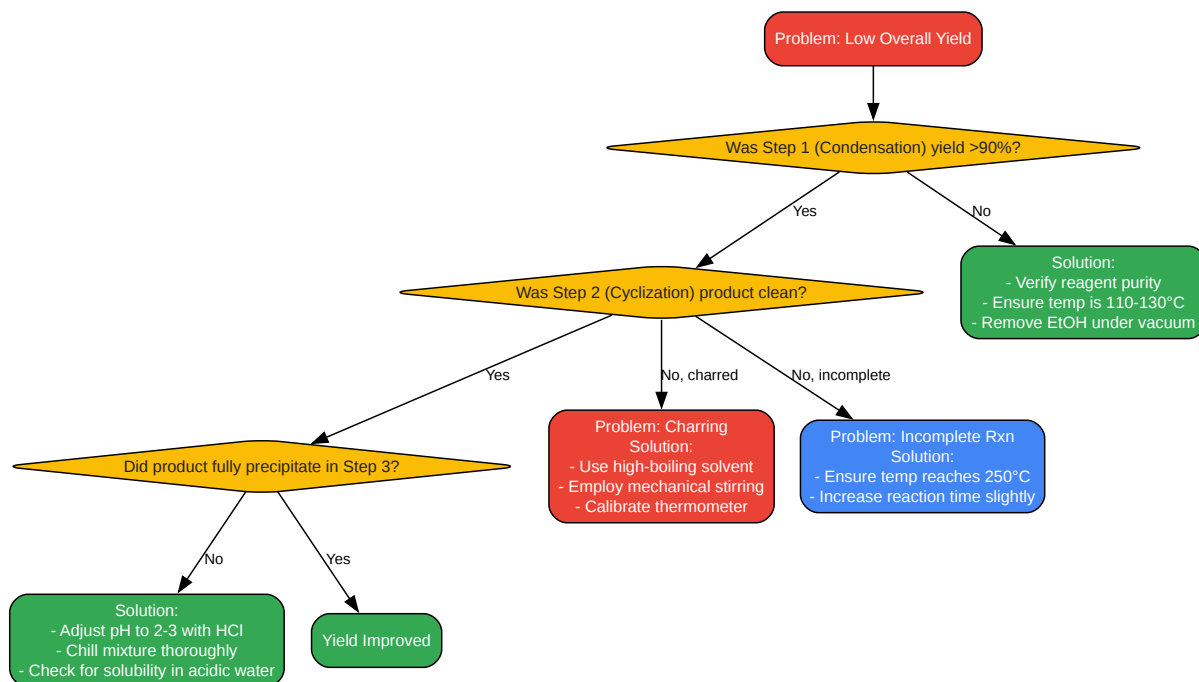 Problem: Low Overall Yield
Was Step 1 (Condensation) yield >90%?
Yes
No
Solution:
- Verify reagent purity
- Ensure temp is 110-130°C
- Remove EtOH under vacuum
Was Step 2 (Cyclization) product clean?
Yes
No, charred
No, incomplete
Problem: Charring
Solution:
- Use high-boiling solvent
- Employ mechanical stirring
- Calibrate thermometer
Problem: Incomplete Rxn
Solution:
- Ensure temp reaches 250°C
- Increase reaction time slightly
Did product fully precipitate in Step 3?
No
Yes
Solution:
- Adjust pH to 2-3 with HCl
- Chill mixture thoroughly
- Check for solubility in acidic water
Yield Improved